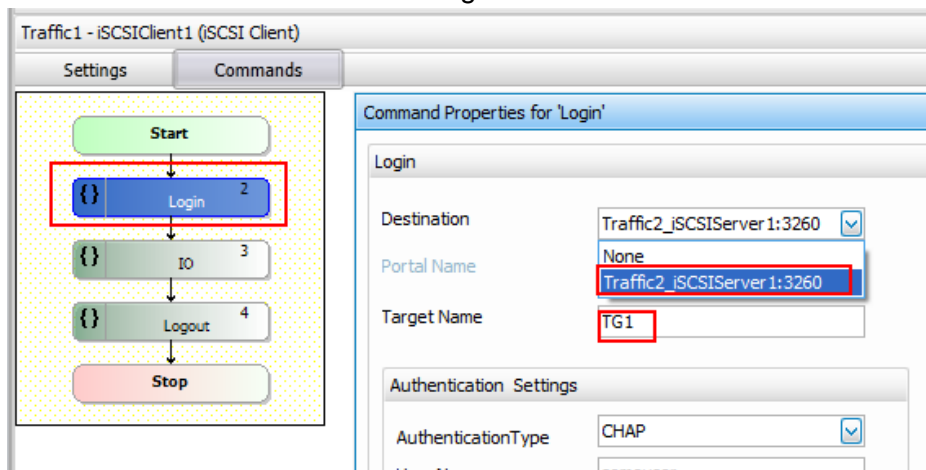 Traffic1 - iSCSIClient1 (iSCSI Client)
Settings Commands
Start
{} Login 2
{} IO 3
{} Logout 4
Stop
Command Properties for 'Login'
Login
Destination Traffic2_iSCSIServer1:3260
None
Portal Name
Traffic2_iSCSIServer1:3260
Target Name TG1
Authentication Settings
AuthenticationType CHAP